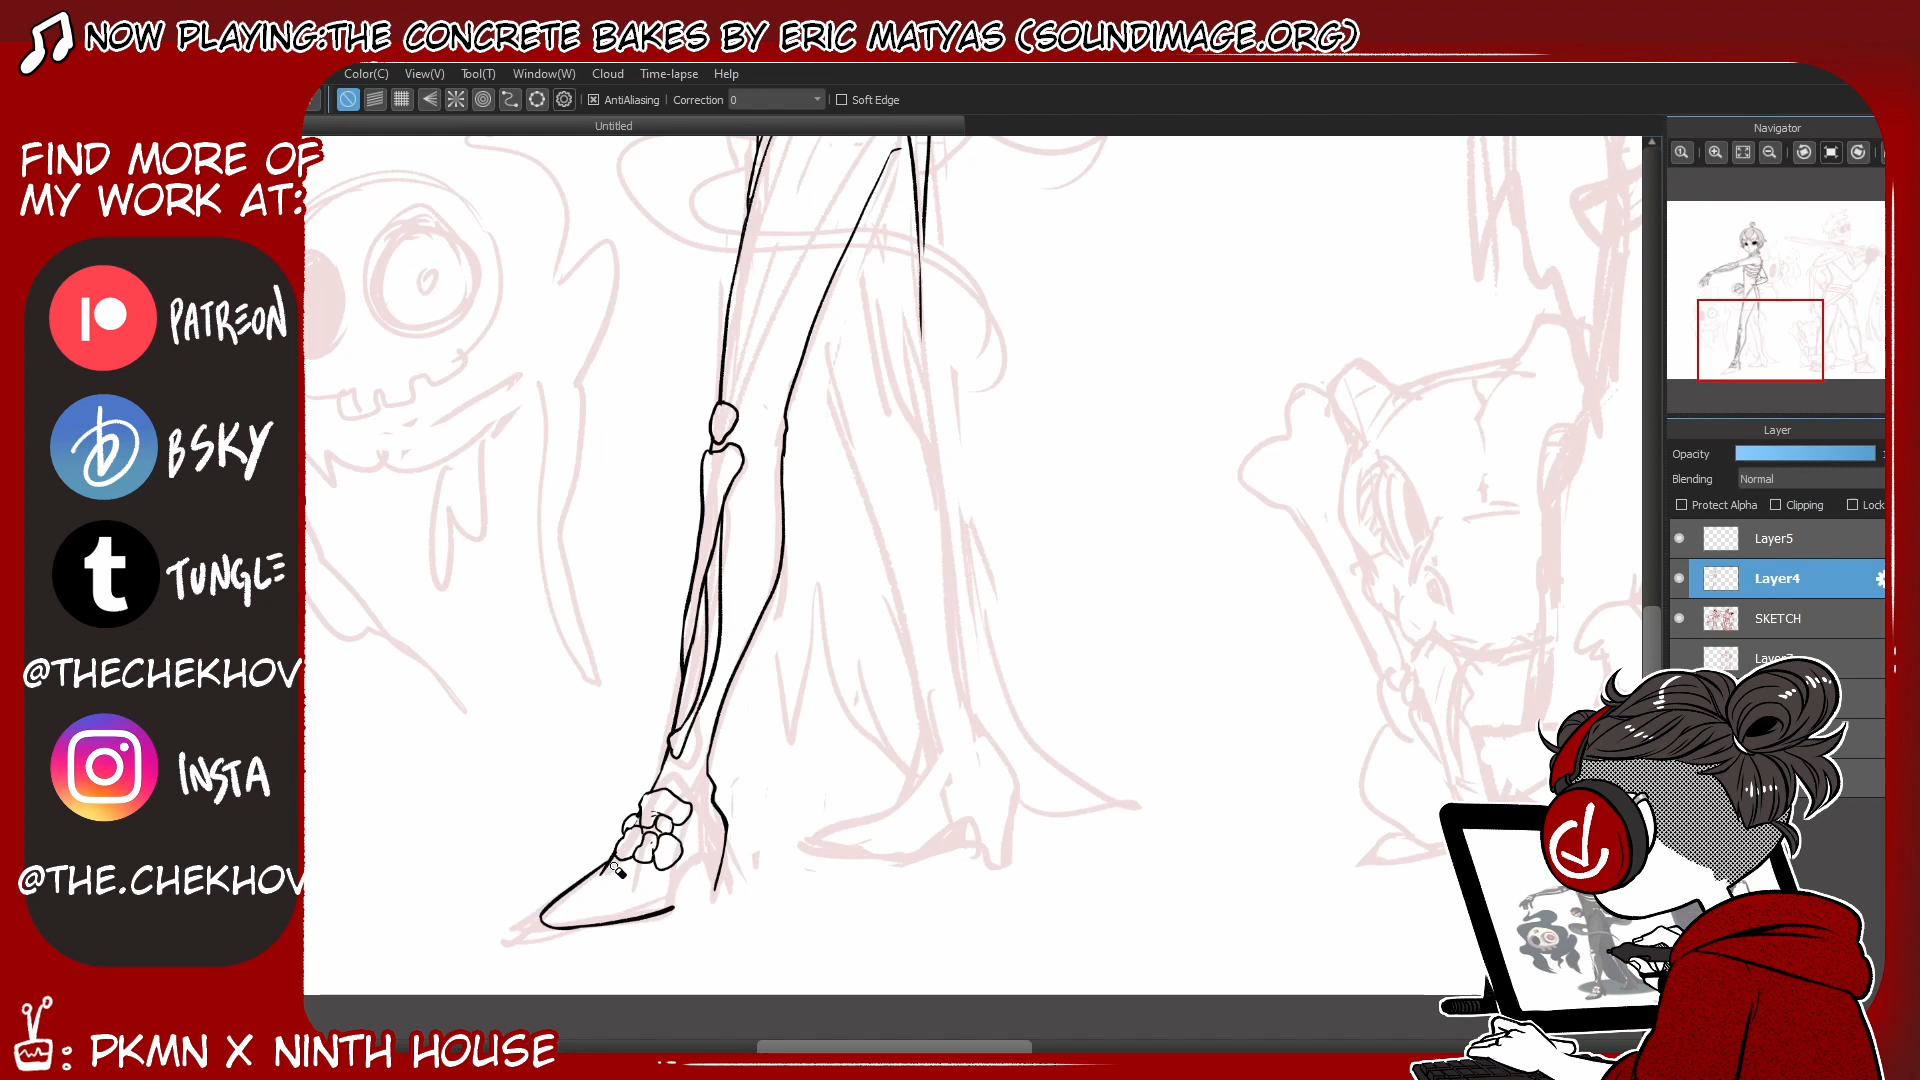 NOW PLAYING:THE CONCRETE BAKES BY ERIC MATYAS (SOUNDIMAGE.ORG)
Color(C) View(V) Tool(T) Window(W) Cloud Time-lapse Help
AntiAliasing Correction 0 Soft Edge
Untitled
Navigator
FIND MORE OF
MY WORK AT:
PATREON
BSKY
TUNGLE
@THECHEKHOV
INSTA
@THE.CHEKHOV
Layer
Opacity
Blending Normal
Protect Alpha Clipping Lock
Layer5
Layer4
SKETCH
: PKMN X NINTH HOUSE